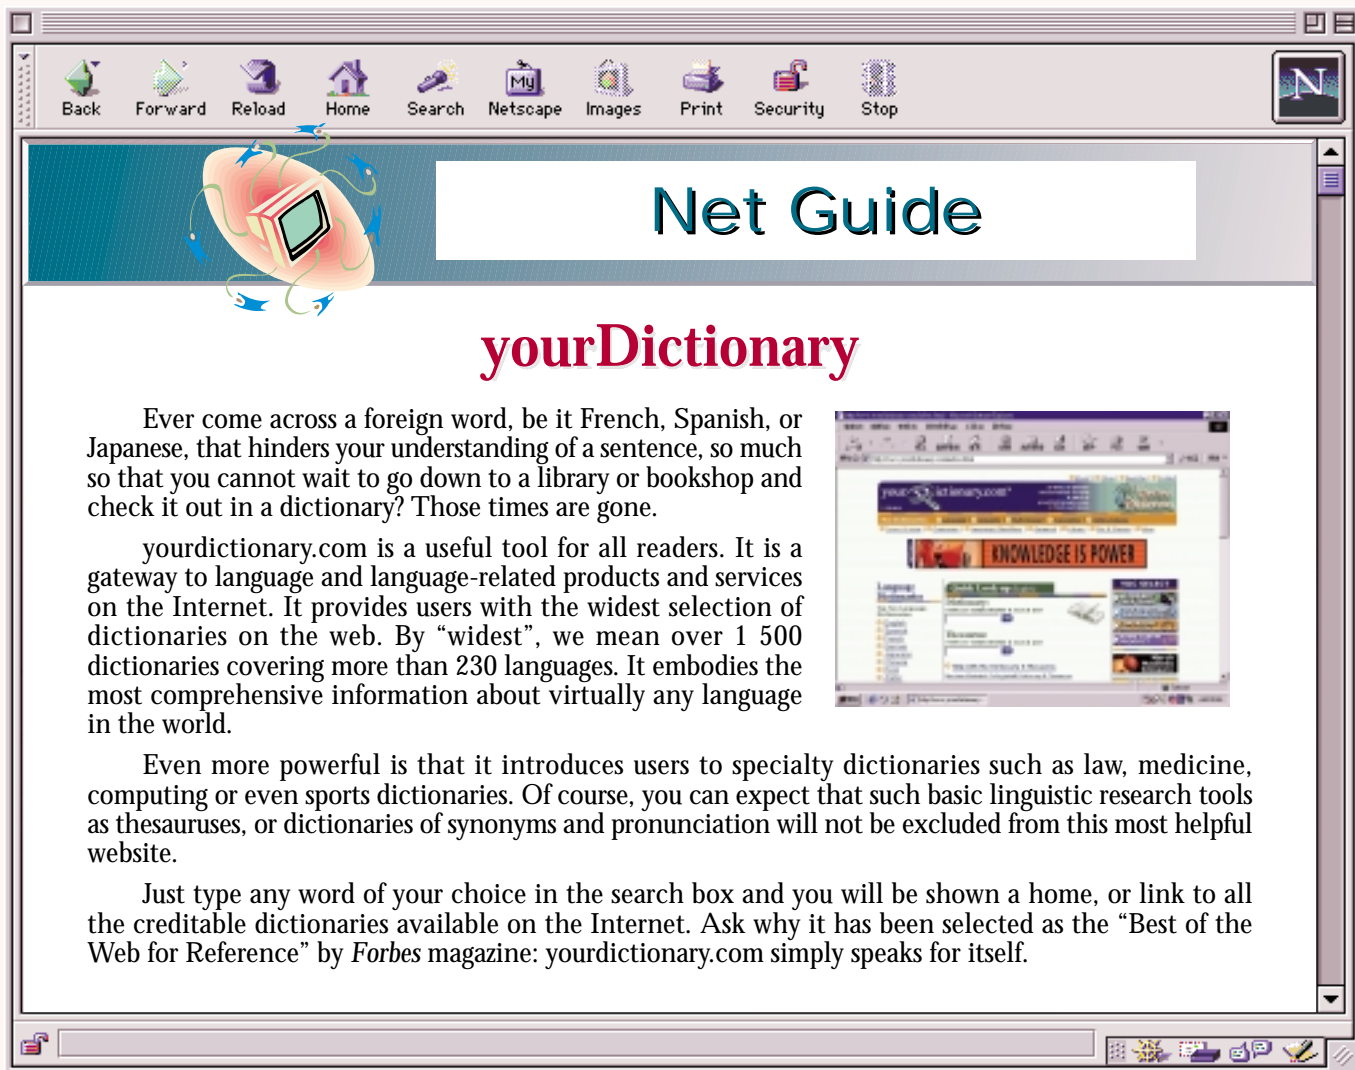 Back Forward Reload Home Search Netscape Images Print Security Stop
My
N
Net Guide
yourDictionary
Ever come across a foreign word, be it French, Spanish, or
Japanese, that hinders your understanding of a sentence, so much
so that you cannot wait to go down to a library or bookshop and
check it out in a dictionary? Those times are gone.
yourdictionary.com is a useful tool for all readers. It is a
gateway to language and language-related products and services
on the Internet. It provides users with the widest selection of
dictionaries on the web. By “widest”, we mean over 1 500
dictionaries covering more than 230 languages. It embodies the
most comprehensive information about virtually any language
in the world.
KNOWLEDGE IS POWER
Even more powerful is that it introduces users to specialty dictionaries such as law, medicine,
computing or even sports dictionaries. Of course, you can expect that such basic linguistic research tools
as thesauruses, or dictionaries of synonyms and pronunciation will not be excluded from this most helpful
website.
Just type any word of your choice in the search box and you will be shown a home, or link to all
the creditable dictionaries available on the Internet. Ask why it has been selected as the “Best of the
Web for Reference” by Forbes magazine: yourdictionary.com simply speaks for itself.